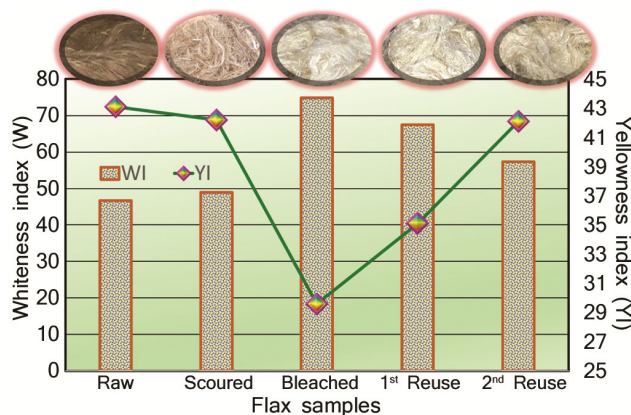 Whiteness index (W)
80
70
60
50
40
30
20
10
0
WI
YI
45
43
41
39
37
35
33
31
29
27
25
Yellowness index (YI)
Raw
Scoured
Bleached
1st Reuse
2nd Reuse
Flax samples